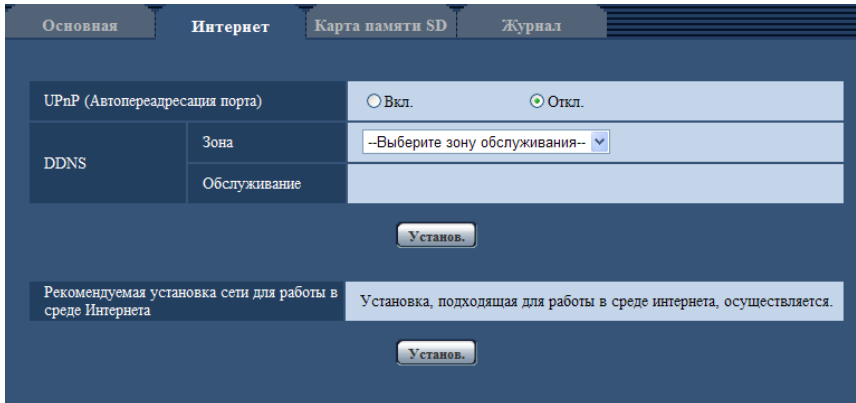 Основная Интернет Карта памяти SD Журнал
UPnP (Автопереадресация порта) Вкл. Откл.
DDNS
Зона --Выберите зону обслуживания--
Обслуживание
Установ.
Рекомендуемая установка сети для работы в
среде Интернета
Установка, подходящая для работы в среде интернета, осуществляется.
Установ.